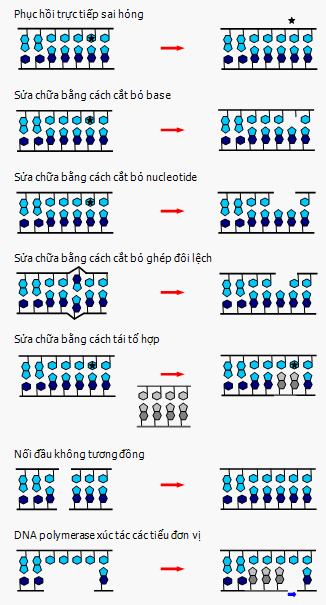 Phục hồi trực tiếp sai hỏng
Sửa chữa bằng cách cắt bỏ base
Sửa chữa bằng cách cắt bỏ nucleotide
Sửa chữa bằng cách cắt bỏ ghép đôi lệch
Sửa chữa bằng cách tái tổ hợp
Nối đầu không tương đồng
DNA polymerase xúc tác các tiểu đơn vị